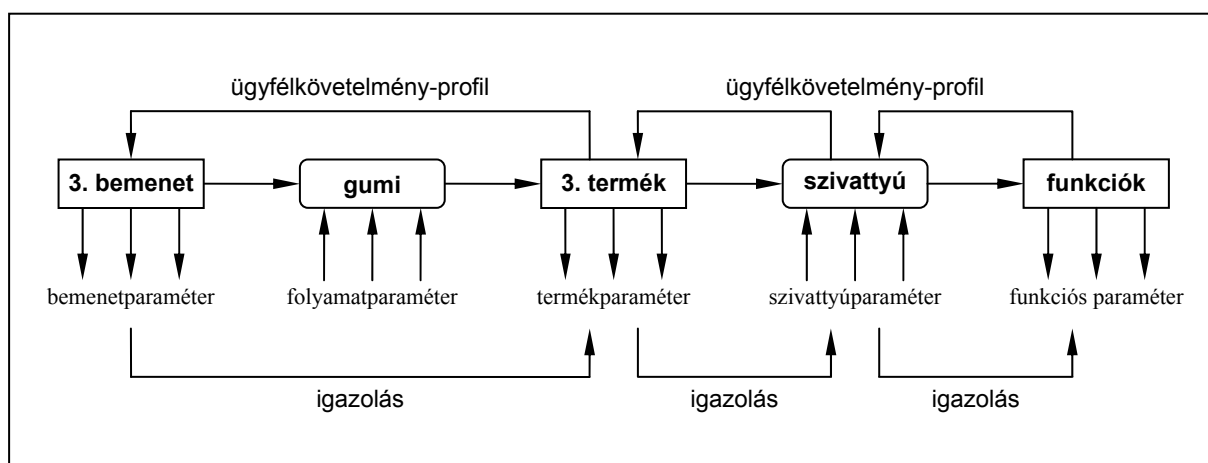 ügyfélkövetelmény-profil ügyfélkövetelmény-profil
3. bemenet gumi 3. termék szivattyú funkciók
bemenetparaméter folyamatparaméter termékparaméter szivattyúparaméter funkciós paraméter
igazolás igazolás igazolás